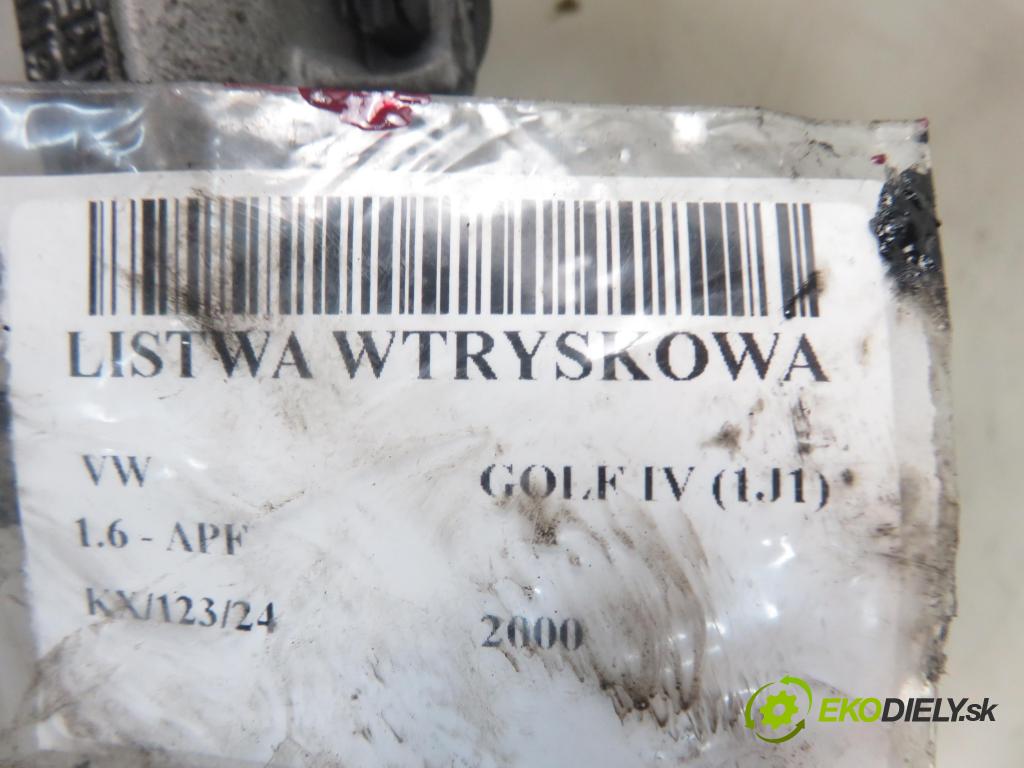 LISTWA WTRYSKOWA
VW GOLF IV (1J1)
1.6 - APF
KX/123/24 2000
EKODIELY.sk